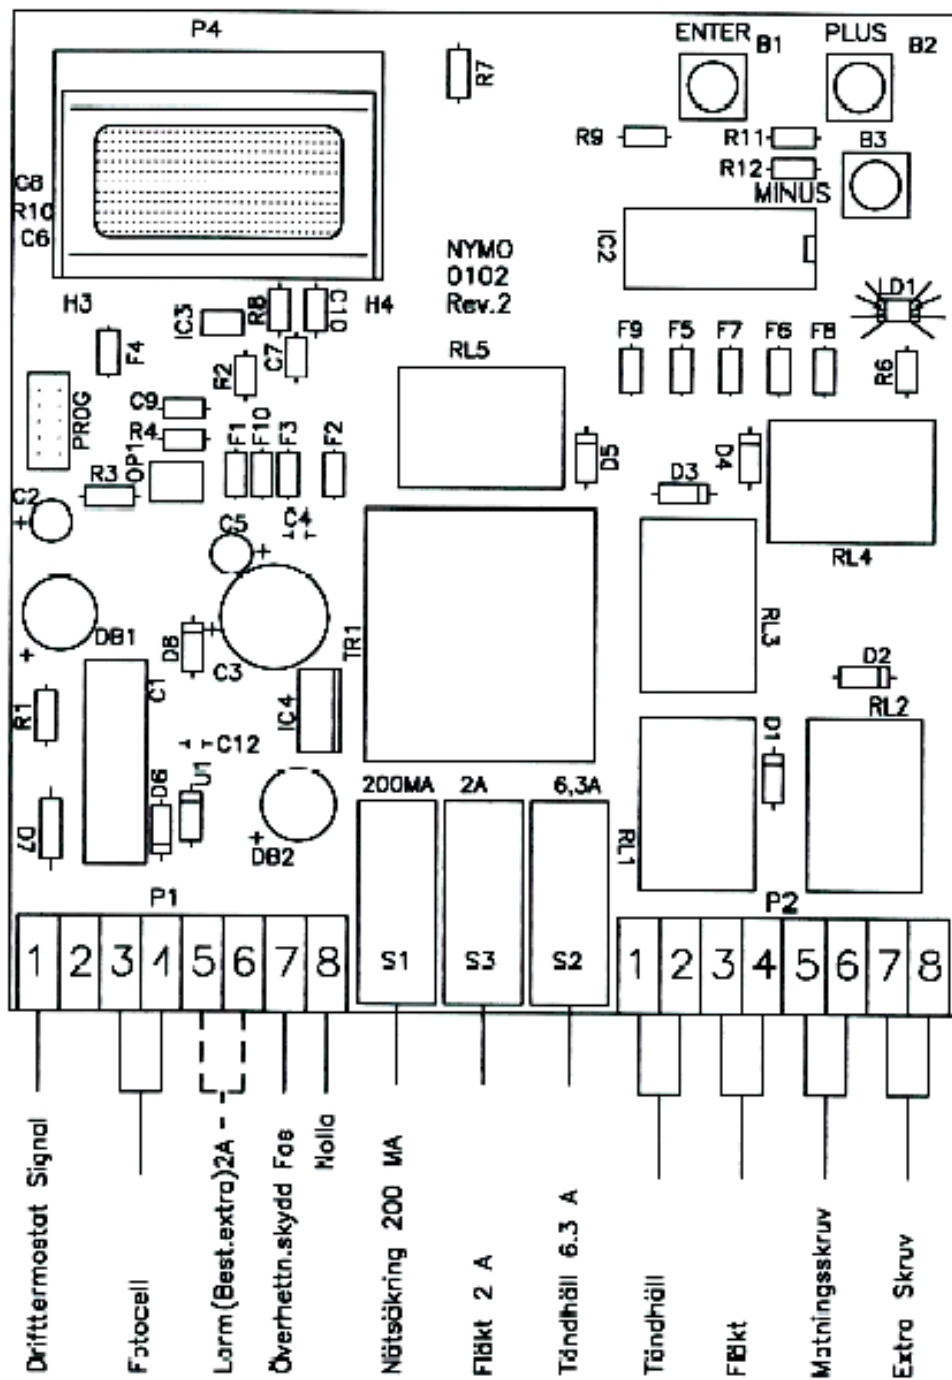 P4
ENTER
B1
PLUS
B2
R7
R9
R11
B3
R12
MINUS
C8
R10
C6
IC2
NYMO
0102
Rev.2
H3
H4
IC3
R8
C10
D1
F4
R2
C7
RL5
F9
F5
F7
F6
F8
R6
PROG
C9
R4
OP1
F1
F10
F3
F2
D5
D4
R3
D3
C2
C5
C4
RL4
DB1
D8
C3
TR1
RL3
R1
C1
IC4
D2
RL2
C12
D1
D7
D6
U1
DB2
200MA
2A
6,3A
RL1
P1
P2
1 2 3 4 5 6 7 8
S1
S3
S2
1 2 3 4 5 6 7 8
Drifttermostat Signal
Fotocell
Larm(Best.extra)2A
Överhettn.skydd Fas
Nolla
Nätsäkring 200 MA
Fläkt 2 A
Tändhäll 6.3 A
Tändhäll
Fläkt
Matningsskruv
Extra Skruv